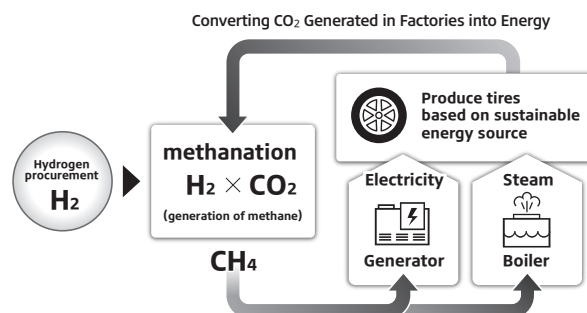 Converting CO₂ Generated in Factories into Energy
Hydrogen
procurement
H₂
methanation
H₂ × CO₂
(generation of methane)
CH₄
Produce tires
based on sustainable
energy source
Electricity
Generator
Steam
Boiler